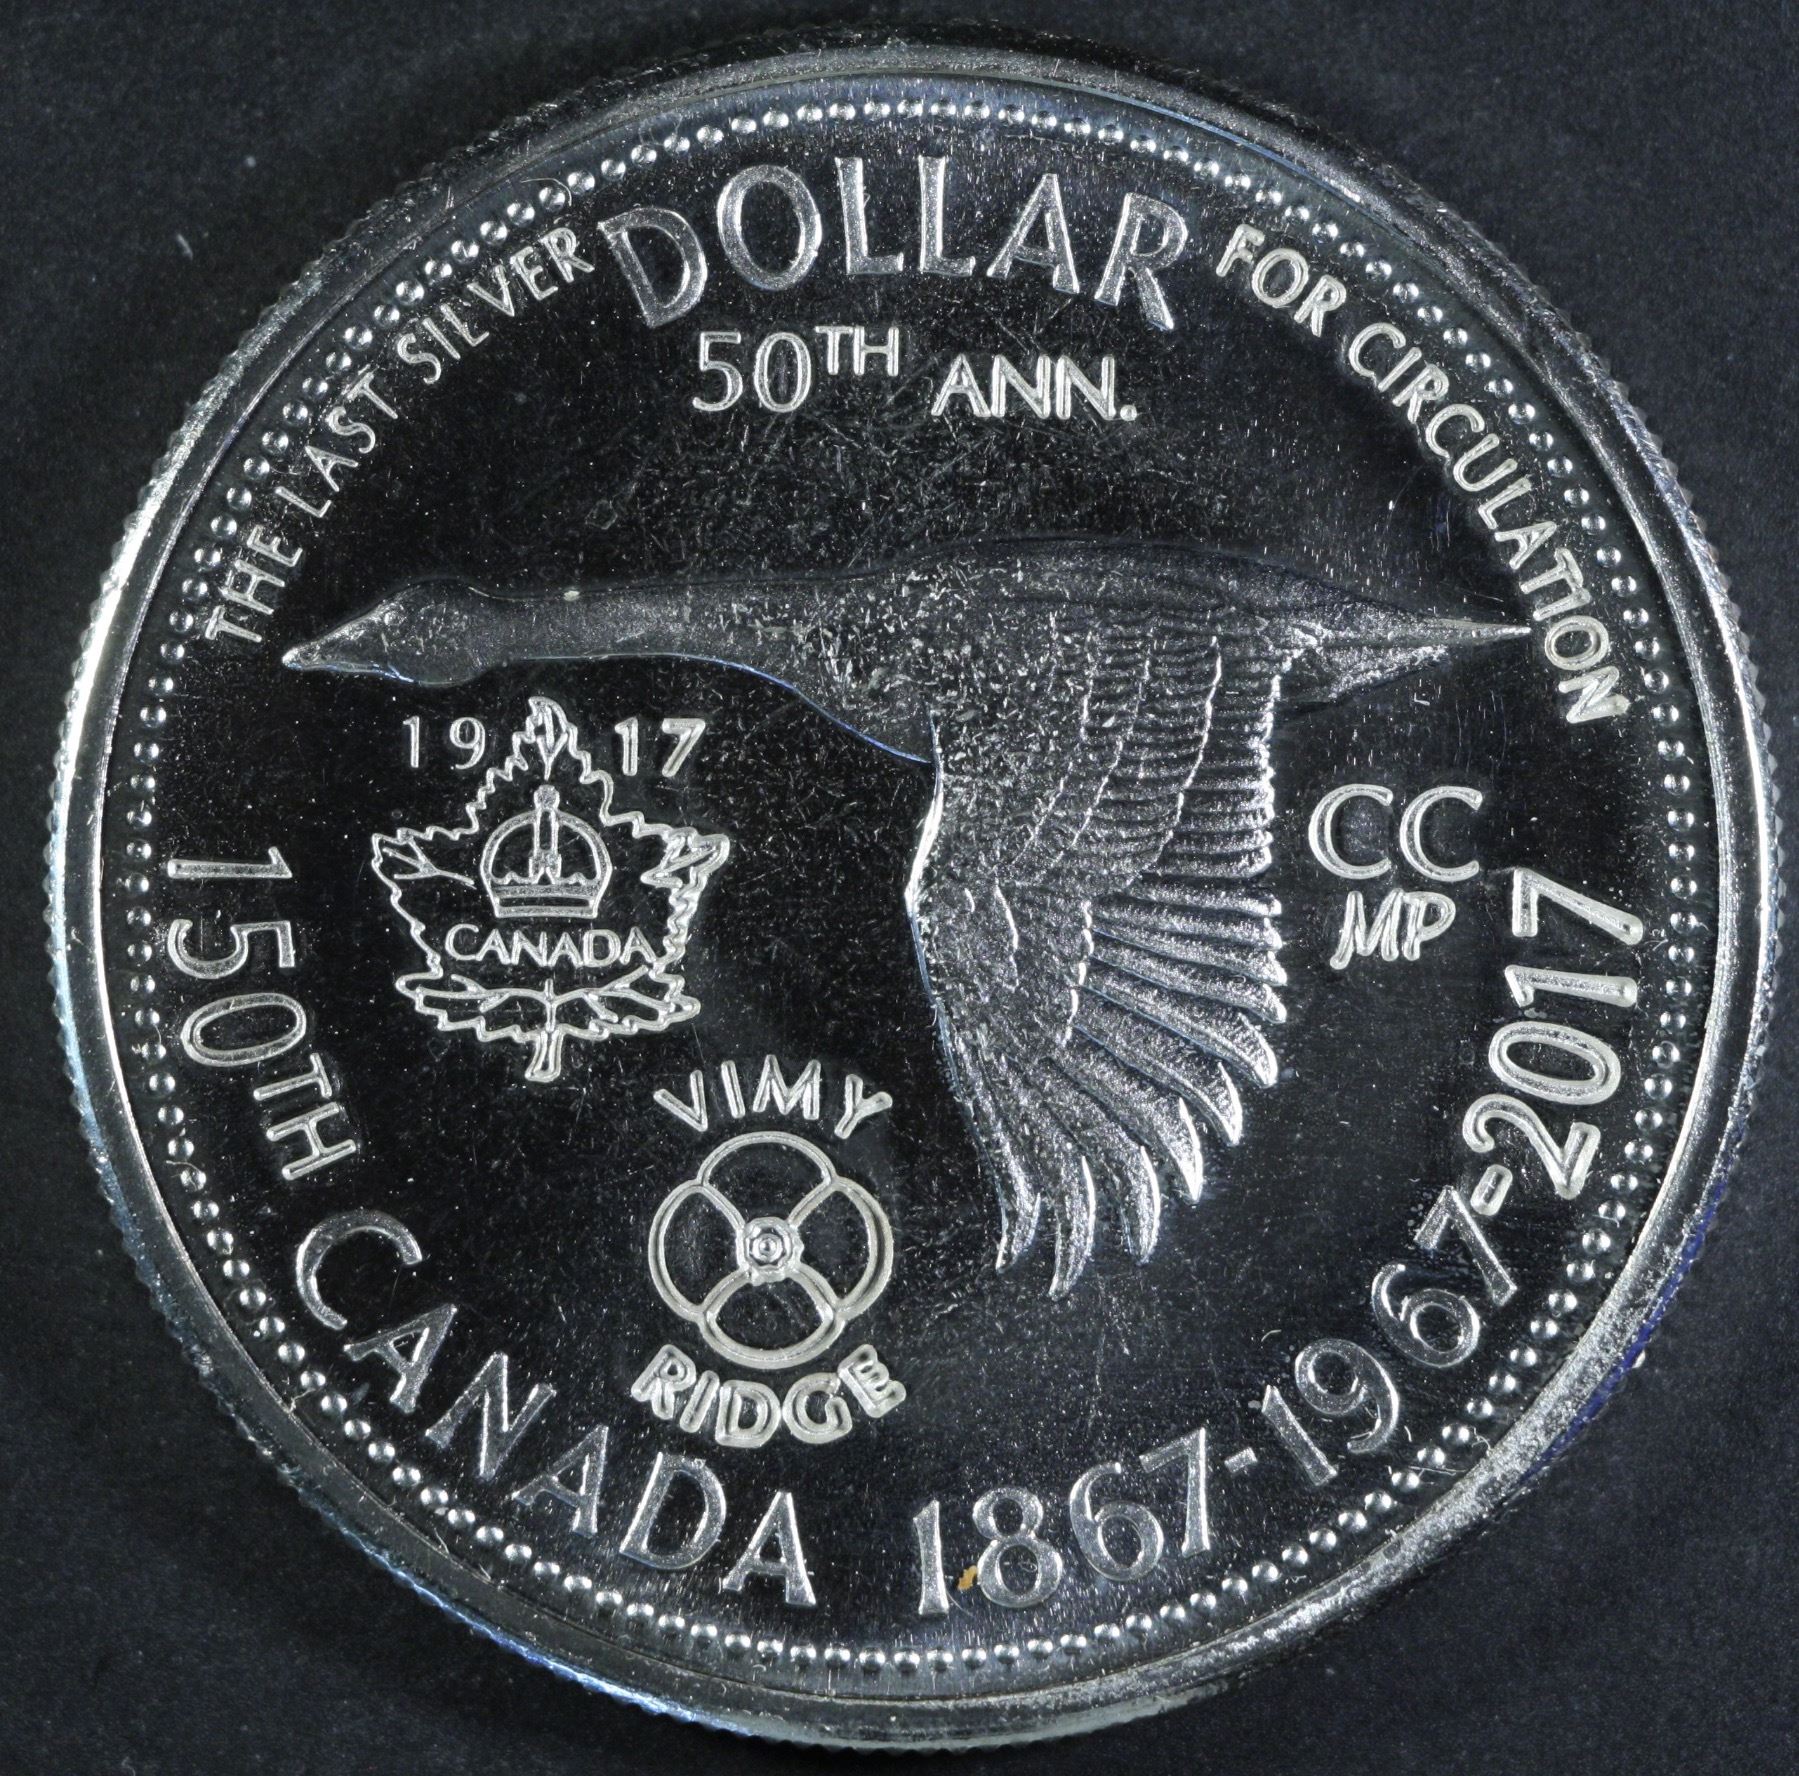 THE LAST SILVER DOLLAR FOR CIRCULATION
50TH ANN.
19 17
CANADA
CC
MP
VIMY
RIDGE
150TH CANADA 1867-1967-2017